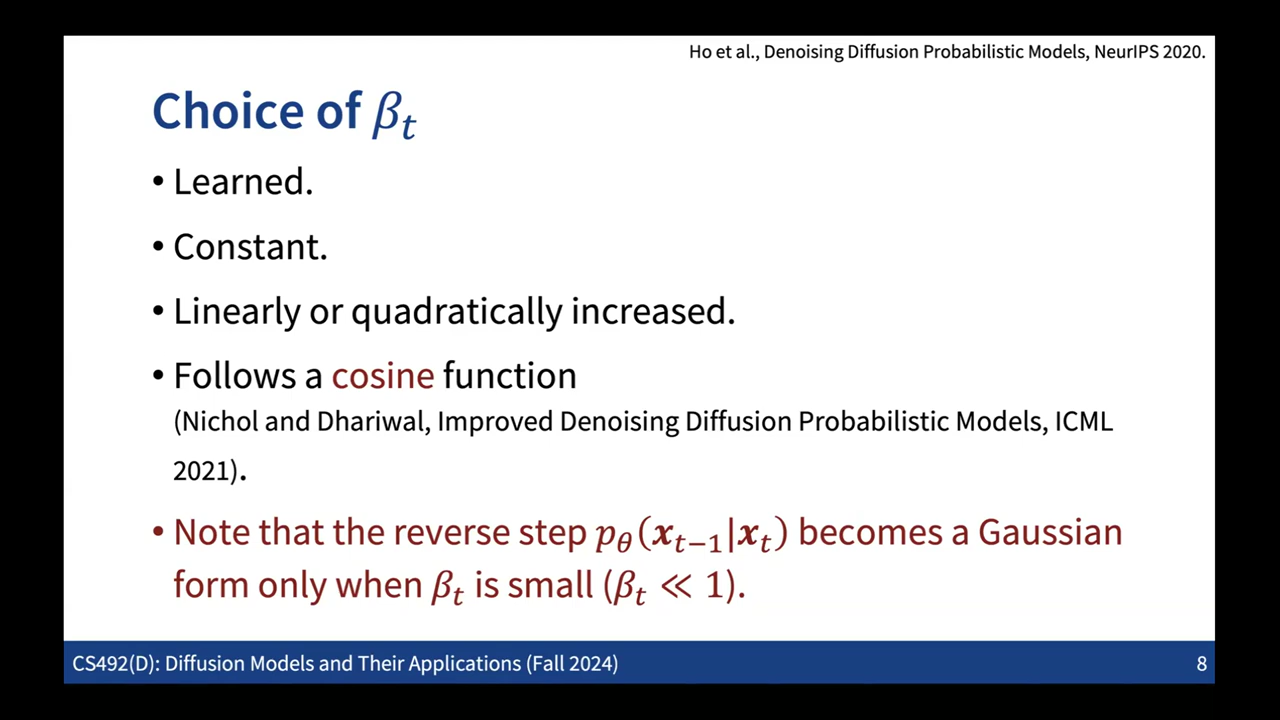 Ho et al., Denoising Diffusion Probabilistic Models, NeurIPS 2020.
Choice of βₜ
• Learned.
• Constant.
• Linearly or quadratically increased.
• Follows a cosine function
(Nichol and Dhariwal, Improved Denoising Diffusion Probabilistic Models, ICML
2021).
• Note that the reverse step p_θ(𝒙ₜ₋₁|𝒙ₜ) becomes a Gaussian
form only when βₜ is small (βₜ ≪ 1).
CS492(D): Diffusion Models and Their Applications (Fall 2024)
8